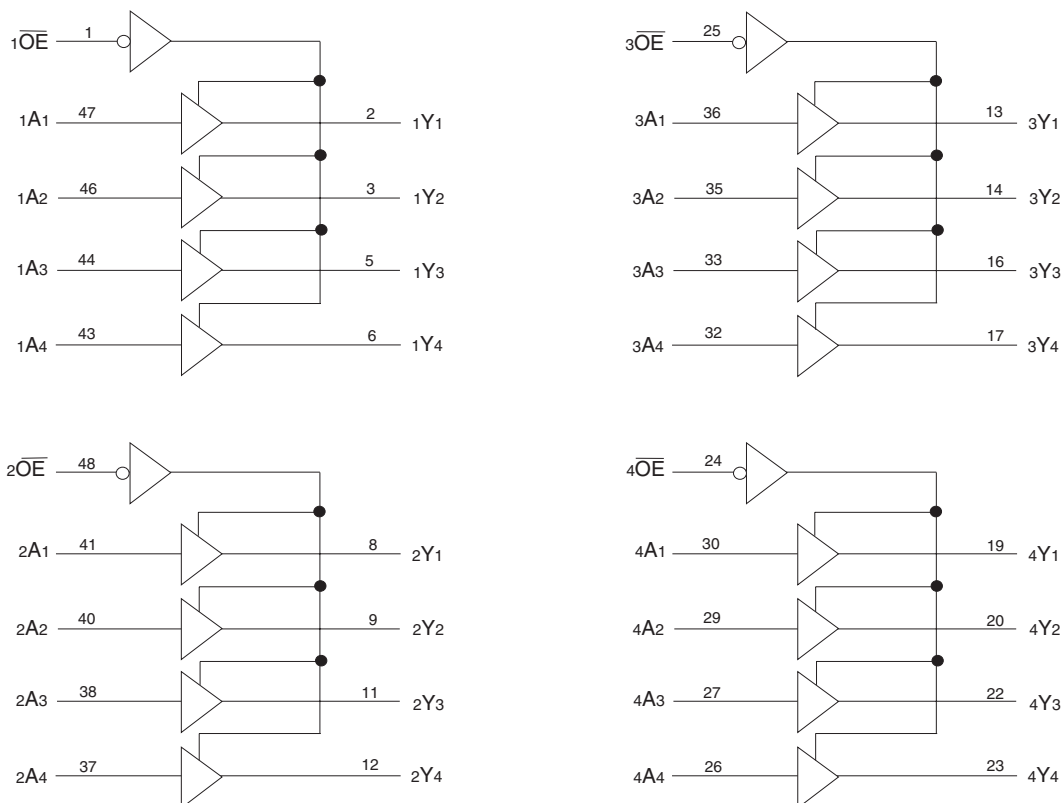 1OE 1
1A1 47 2 1Y1
1A2 46 3 1Y2
1A3 44 5 1Y3
1A4 43 6 1Y4
3OE 25
3A1 36 13 3Y1
3A2 35 14 3Y2
3A3 33 16 3Y3
3A4 32 17 3Y4
2OE 48
2A1 41 8 2Y1
2A2 40 9 2Y2
2A3 38 11 2Y3
2A4 37 12 2Y4
4OE 24
4A1 30 19 4Y1
4A2 29 20 4Y2
4A3 27 22 4Y3
4A4 26 23 4Y4